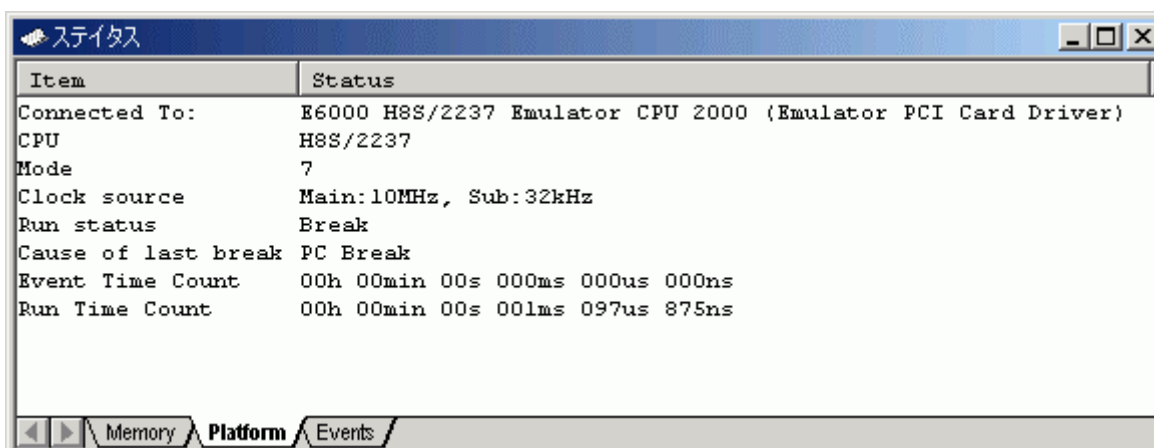 ステイタス
Item Status
Connected To: E6000 H8S/2237 Emulator CPU 2000 (Emulator PCI Card Driver)
CPU H8S/2237
Mode 7
Clock source Main:10MHz, Sub:32kHz
Run status Break
Cause of last break PC Break
Event Time Count 00h 00min 00s 000ms 000us 000ns
Run Time Count 00h 00min 00s 001ms 097us 875ns
Memory Platform Events